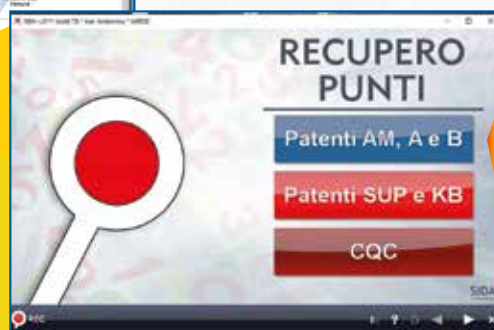 RECUPERO
PUNTI
Patenti AM, A e B
Patenti SUP e KB
CQC
SIDA